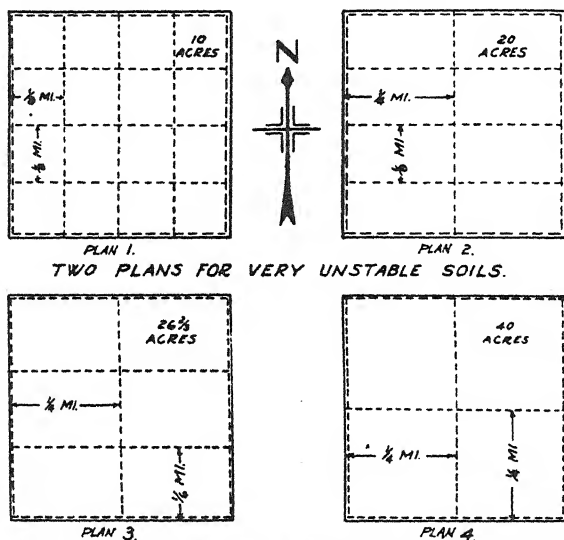 10
ACRES
1/8 MI.
1/8 MI.
PLAN 1.
N
20
ACRES
1/4 MI.
1/8 MI.
PLAN 2.
TWO PLANS FOR VERY UNSTABLE SOILS.
26 2/3
ACRES
1/4 MI.
1/6 MI.
PLAN 3.
40
ACRES
1/4 MI.
1/4 MI.
PLAN 4.